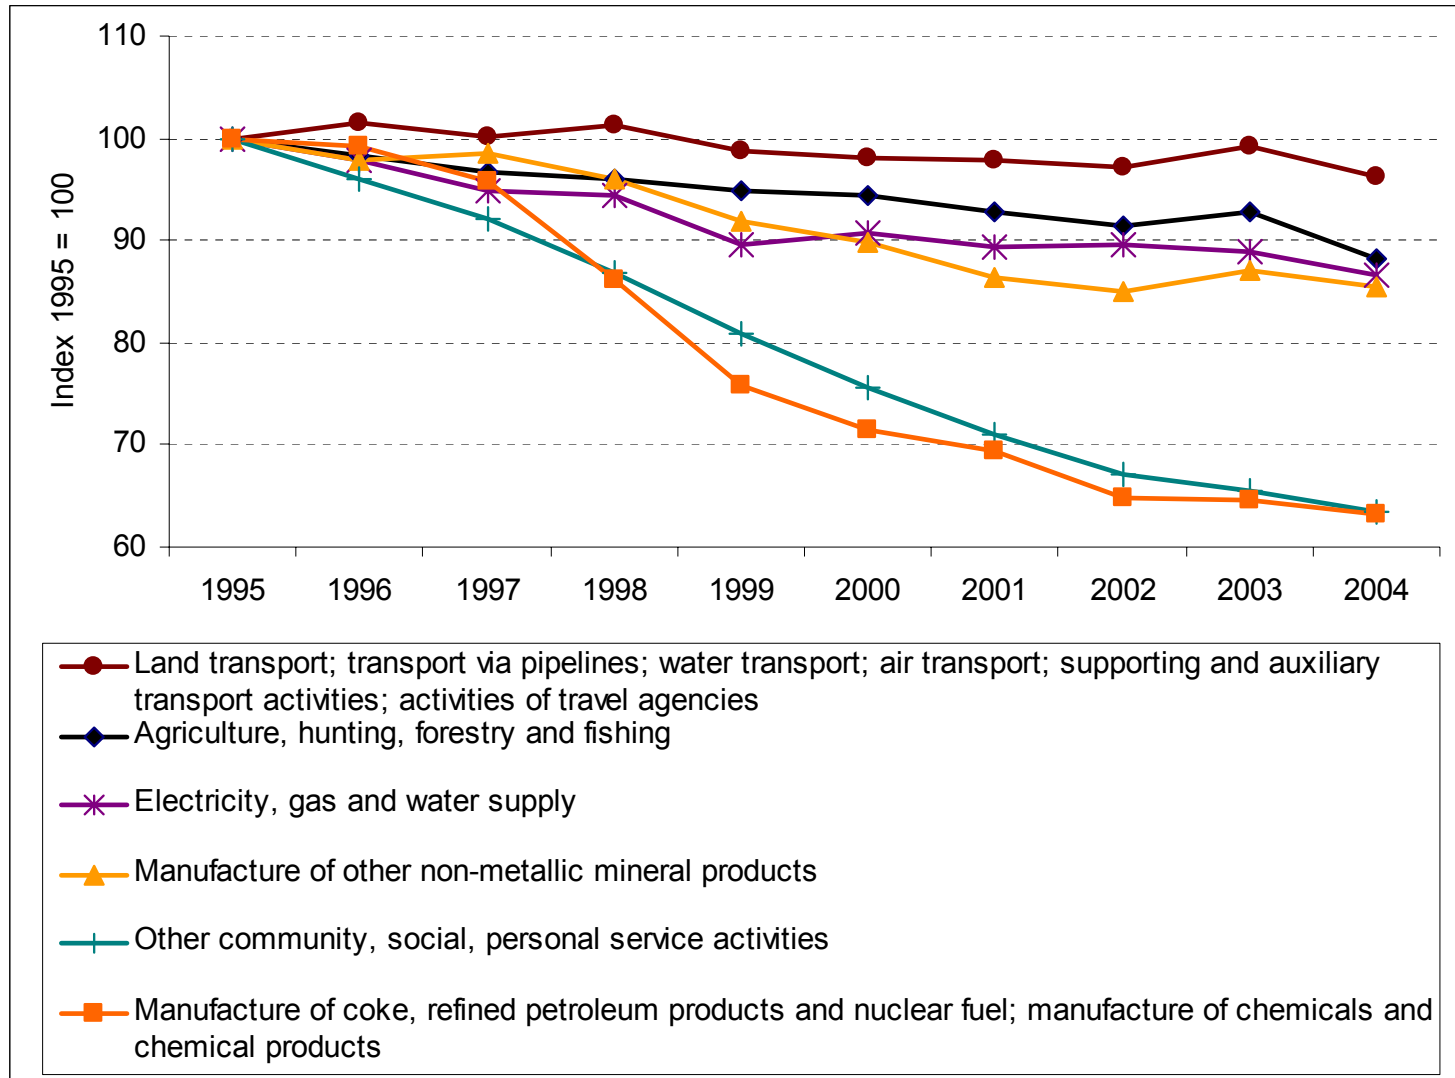 110
100
90
80
70
60
Index 1995 = 100
1995 1996 1997 1998 1999 2000 2001 2002 2003 2004
Land transport; transport via pipelines; water transport; air transport; supporting and auxiliary
transport activities; activities of travel agencies
Agriculture, hunting, forestry and fishing
Electricity, gas and water supply
Manufacture of other non-metallic mineral products
Other community, social, personal service activities
Manufacture of coke, refined petroleum products and nuclear fuel; manufacture of chemicals and
chemical products